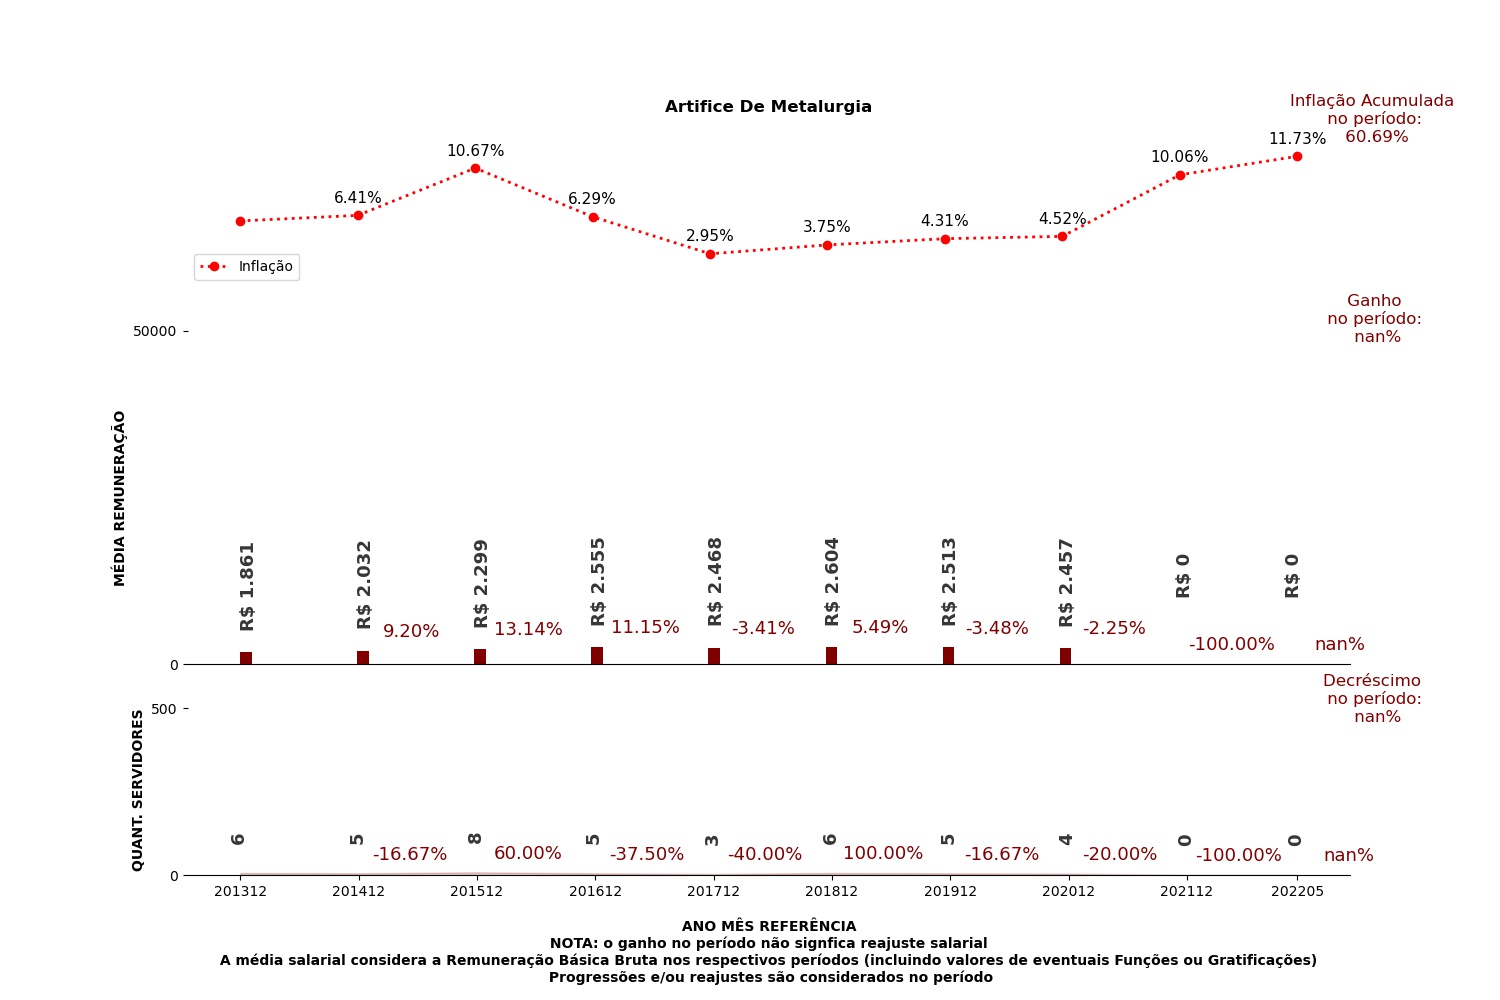 Artifice De Metalurgia
Inflação Acumulada
no período:
60.69%
6.41%
10.67%
6.29%
2.95%
3.75%
4.31%
4.52%
10.06%
11.73%
Inflação
Ganho
no período:
nan%
50000
0
MÉDIA REMUNERAÇÃO
R$ 1.861
R$ 2.032
R$ 2.299
R$ 2.555
R$ 2.468
R$ 2.604
R$ 2.513
R$ 2.457
R$ 0
R$ 0
9.20%
13.14%
11.15%
-3.41%
5.49%
-3.48%
-2.25%
-100.00%
nan%
Decréscimo
no período:
nan%
500
0
QUANT. SERVIDORES
6
5
8
5
3
6
5
4
0
0
-16.67%
60.00%
-37.50%
-40.00%
100.00%
-16.67%
-20.00%
-100.00%
nan%
201312
201412
201512
201612
201712
201812
201912
202012
202112
202205
ANO MÊS REFERÊNCIA
NOTA: o ganho no período não signfica reajuste salarial
A média salarial considera a Remuneração Básica Bruta nos respectivos períodos (incluindo valores de eventuais Funções ou Gratificações)
Progressões e/ou reajustes são considerados no período